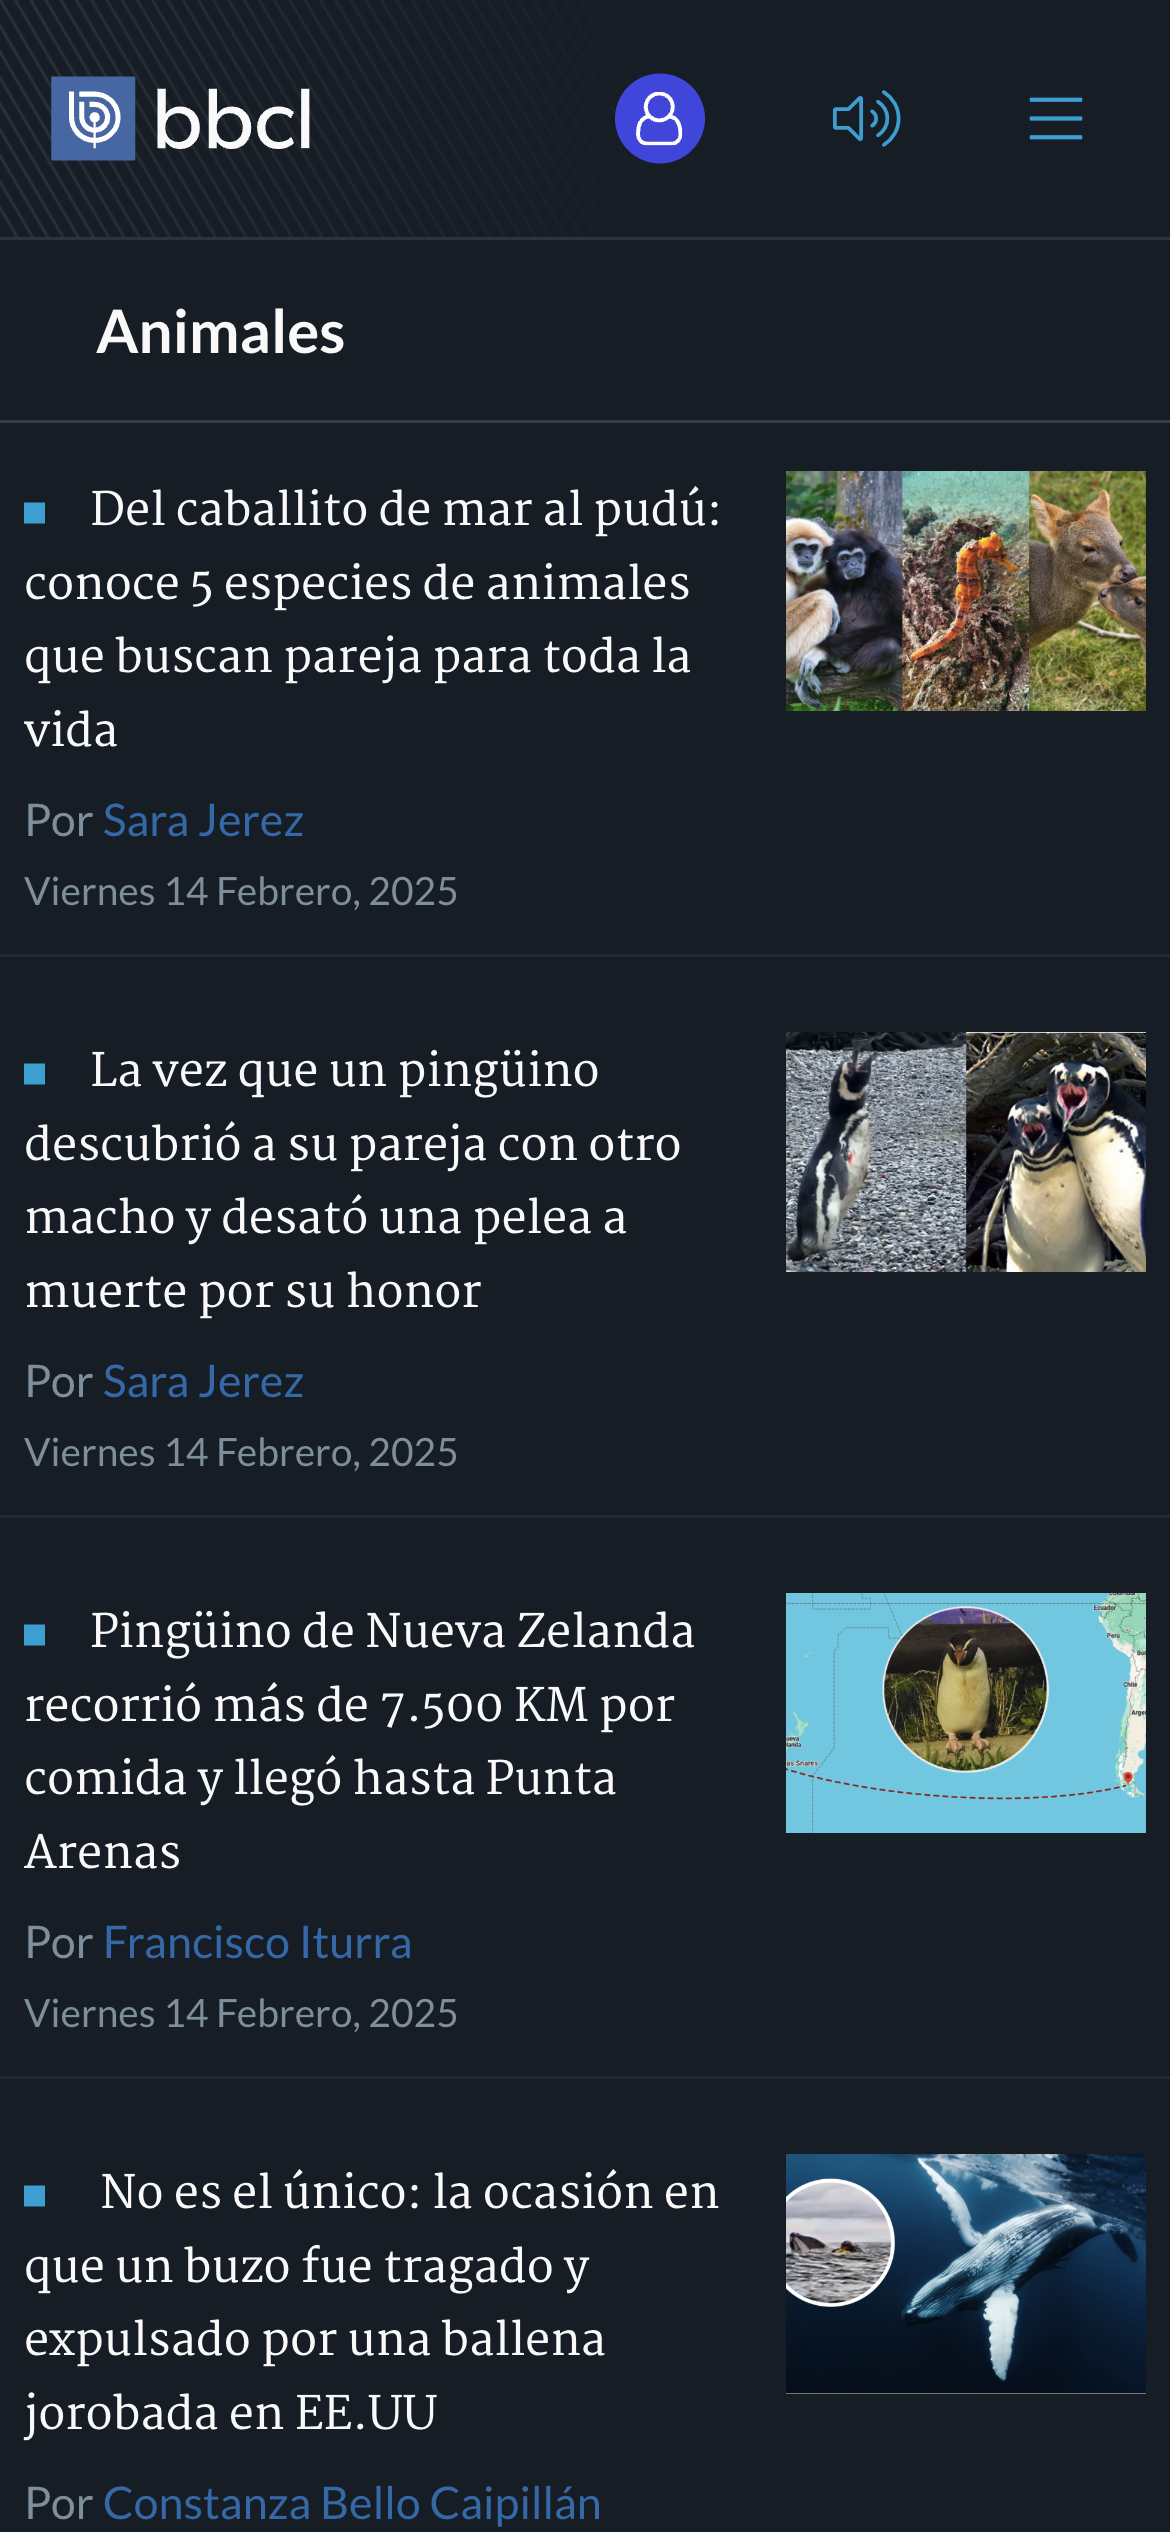 bbcl
Animales
Del caballito de mar al pudú:
conoce 5 especies de animales
que buscan pareja para toda la
vida
Por Sara Jerez
Viernes 14 Febrero, 2025
La vez que un pingüino
descubrió a su pareja con otro
macho y desató una pelea a
muerte por su honor
Por Sara Jerez
Viernes 14 Febrero, 2025
Pingüino de Nueva Zelanda
recorrió más de 7.500 KM por
comida y llegó hasta Punta
Arenas
Ecuador
Perú
Chile
Por Francisco Iturra
Viernes 14 Febrero, 2025
No es el único: la ocasión en
que un buzo fue tragado y
expulsado por una ballena
jorobada en EE.UU
Por Constanza Bello Caipillán